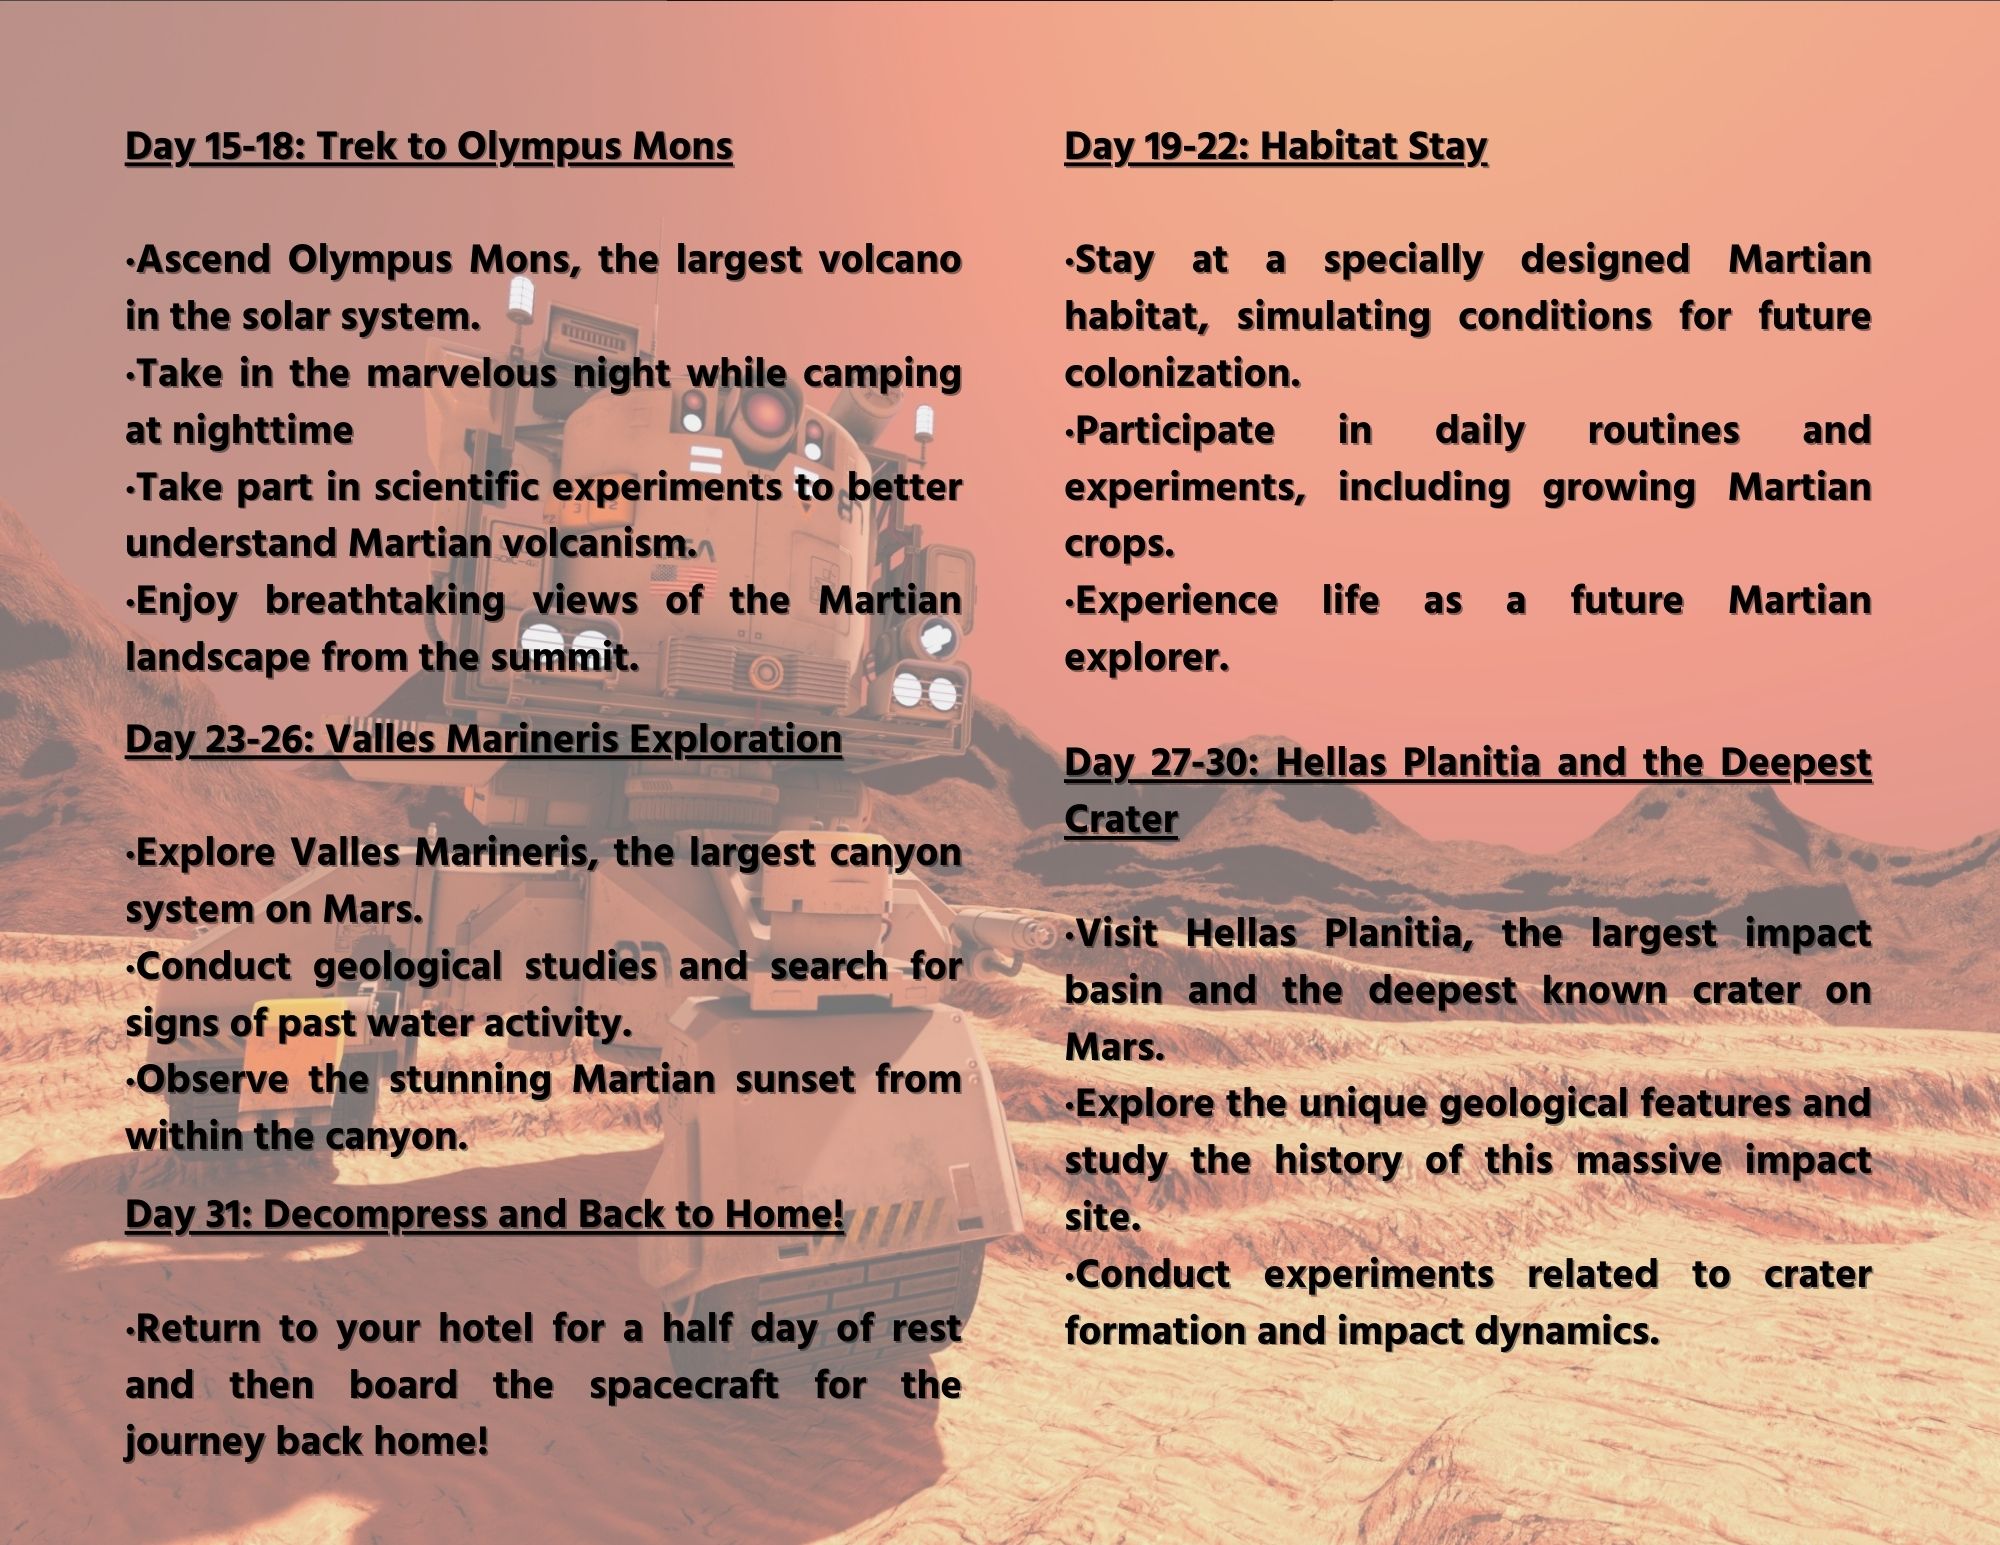 Day 15-18: Trek to Olympus Mons
·Ascend Olympus Mons, the largest volcano
in the solar system.
·Take in the marvelous night while camping
at nighttime
·Take part in scientific experiments to better
understand Martian volcanism.
·Enjoy breathtaking views of the Martian
landscape from the summit.
Day 19-22: Habitat Stay
·Stay at a specially designed Martian
habitat, simulating conditions for future
colonization.
·Participate in daily routines and
experiments, including growing Martian
crops.
·Experience life as a future Martian
explorer.
Day 23-26: Valles Marineris Exploration
·Explore Valles Marineris, the largest canyon
system on Mars.
·Conduct geological studies and search for
signs of past water activity.
·Observe the stunning Martian sunset from
within the canyon.
Day 27-30: Hellas Planitia and the Deepest
Crater
·Visit Hellas Planitia, the largest impact
basin and the deepest known crater on
Mars.
·Explore the unique geological features and
study the history of this massive impact
site.
·Conduct experiments related to crater
formation and impact dynamics.
Day 31: Decompress and Back to Home!
·Return to your hotel for a half day of rest
and then board the spacecraft for the
journey back home!